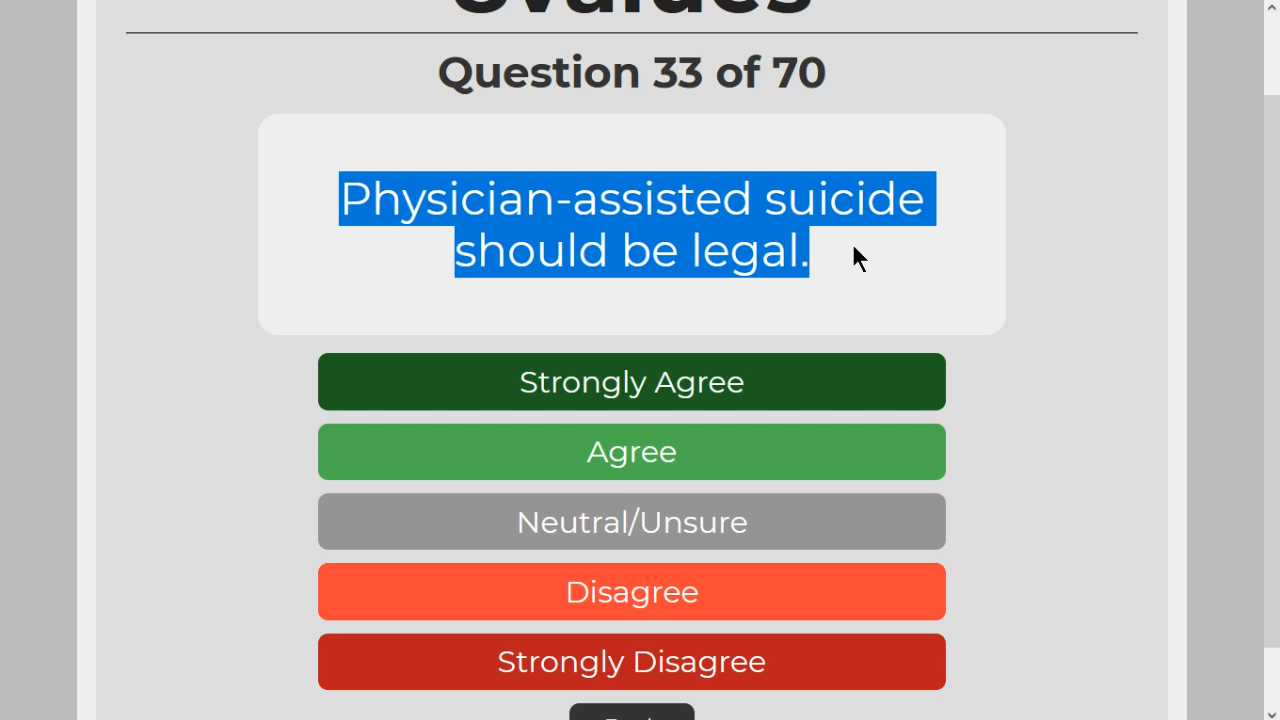 Question 33 of 70
Physician-assisted suicide
should be legal.
Strongly Agree
Agree
Neutral/Unsure
Disagree
Strongly Disagree